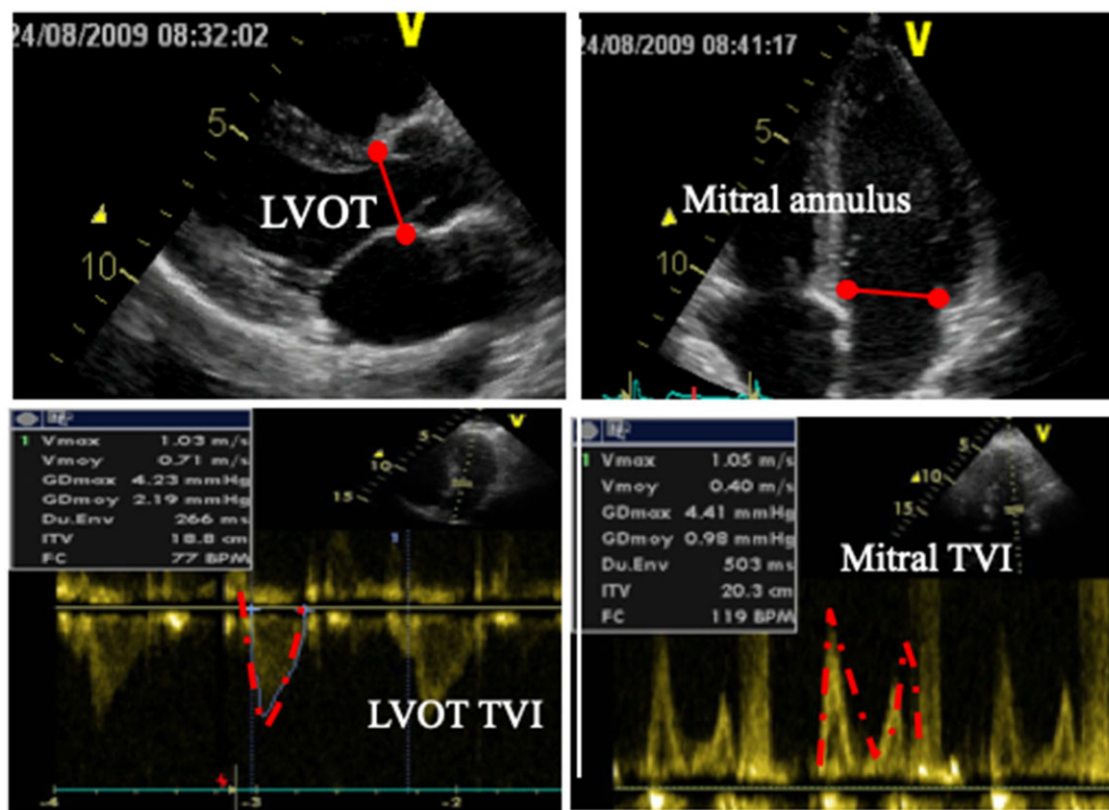 24/08/2009 08:32:02
V
5
LVOT
10
24/08/2009 08:41:17
V
5
Mitral annulus
10
1 Vmax 1.03 m/s
Vmoy 0.71 m/s
GDmax 4.23 mmHg
GDmoy 2.19 mmHg
Du.Env 266 ms
ITV 18.8 cm
FC 77 BPM
V
5
10
15
1
LVOT TVI
-4 -3 -2
1 Vmax 1.05 m/s
Vmoy 0.40 m/s
GDmax 4.41 mmHg
GDmoy 0.98 mmHg
Du.Env 503 ms
ITV 20.3 cm
FC 119 BPM
V
5
10
15
Mitral TVI